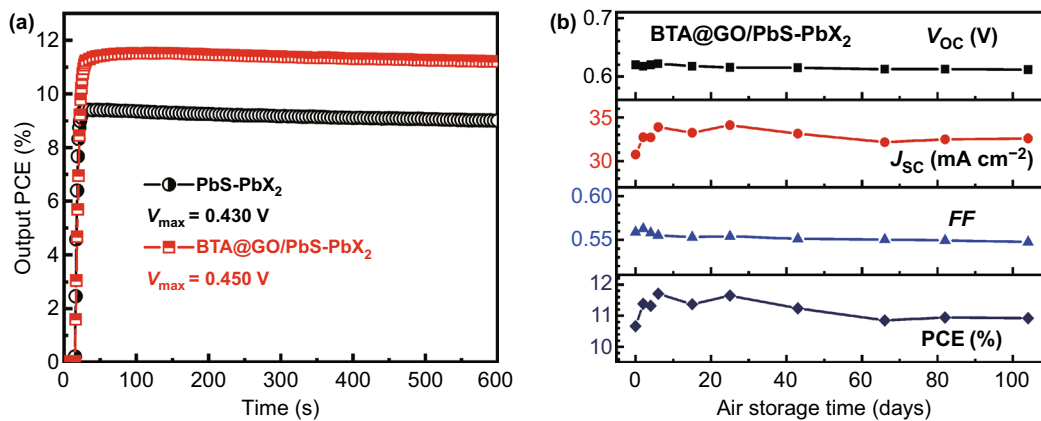 (a)
12
10
8
6
4
2
0
Output PCE (%)
PbS-PbX₂
Vmax = 0.430 V
BTA@GO/PbS-PbX₂
Vmax = 0.450 V
0 100 200 300 400 500 600
Time (s)
(b)
0.7
0.6
BTA@GO/PbS-PbX₂ VOC (V)
35
30
JSC (mA cm⁻²)
0.60
0.55
FF
12
11
10
PCE (%)
0 20 40 60 80 100
Air storage time (days)